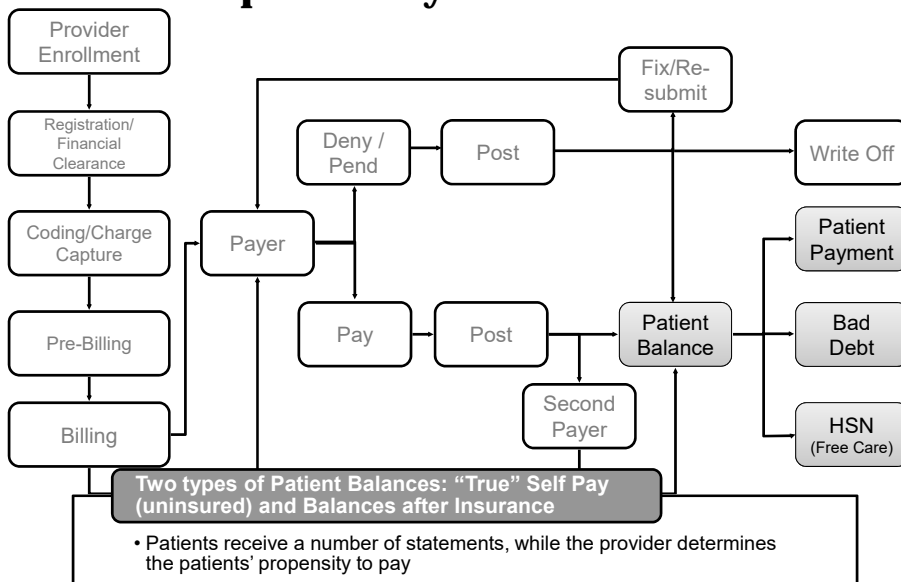 Provider
Enrollment
Registration/
Financial
Clearance
Coding/Charge
Capture
Pre-Billing
Billing
Payer
Deny /
Pend
Post
Fix/Re-
submit
Write Off
Pay
Post
Second
Payer
Patient
Balance
Patient
Payment
Bad
Debt
HSN
(Free Care)
Two types of Patient Balances: “True” Self Pay
(uninsured) and Balances after Insurance
• Patients receive a number of statements, while the provider determines
the patients’ propensity to pay